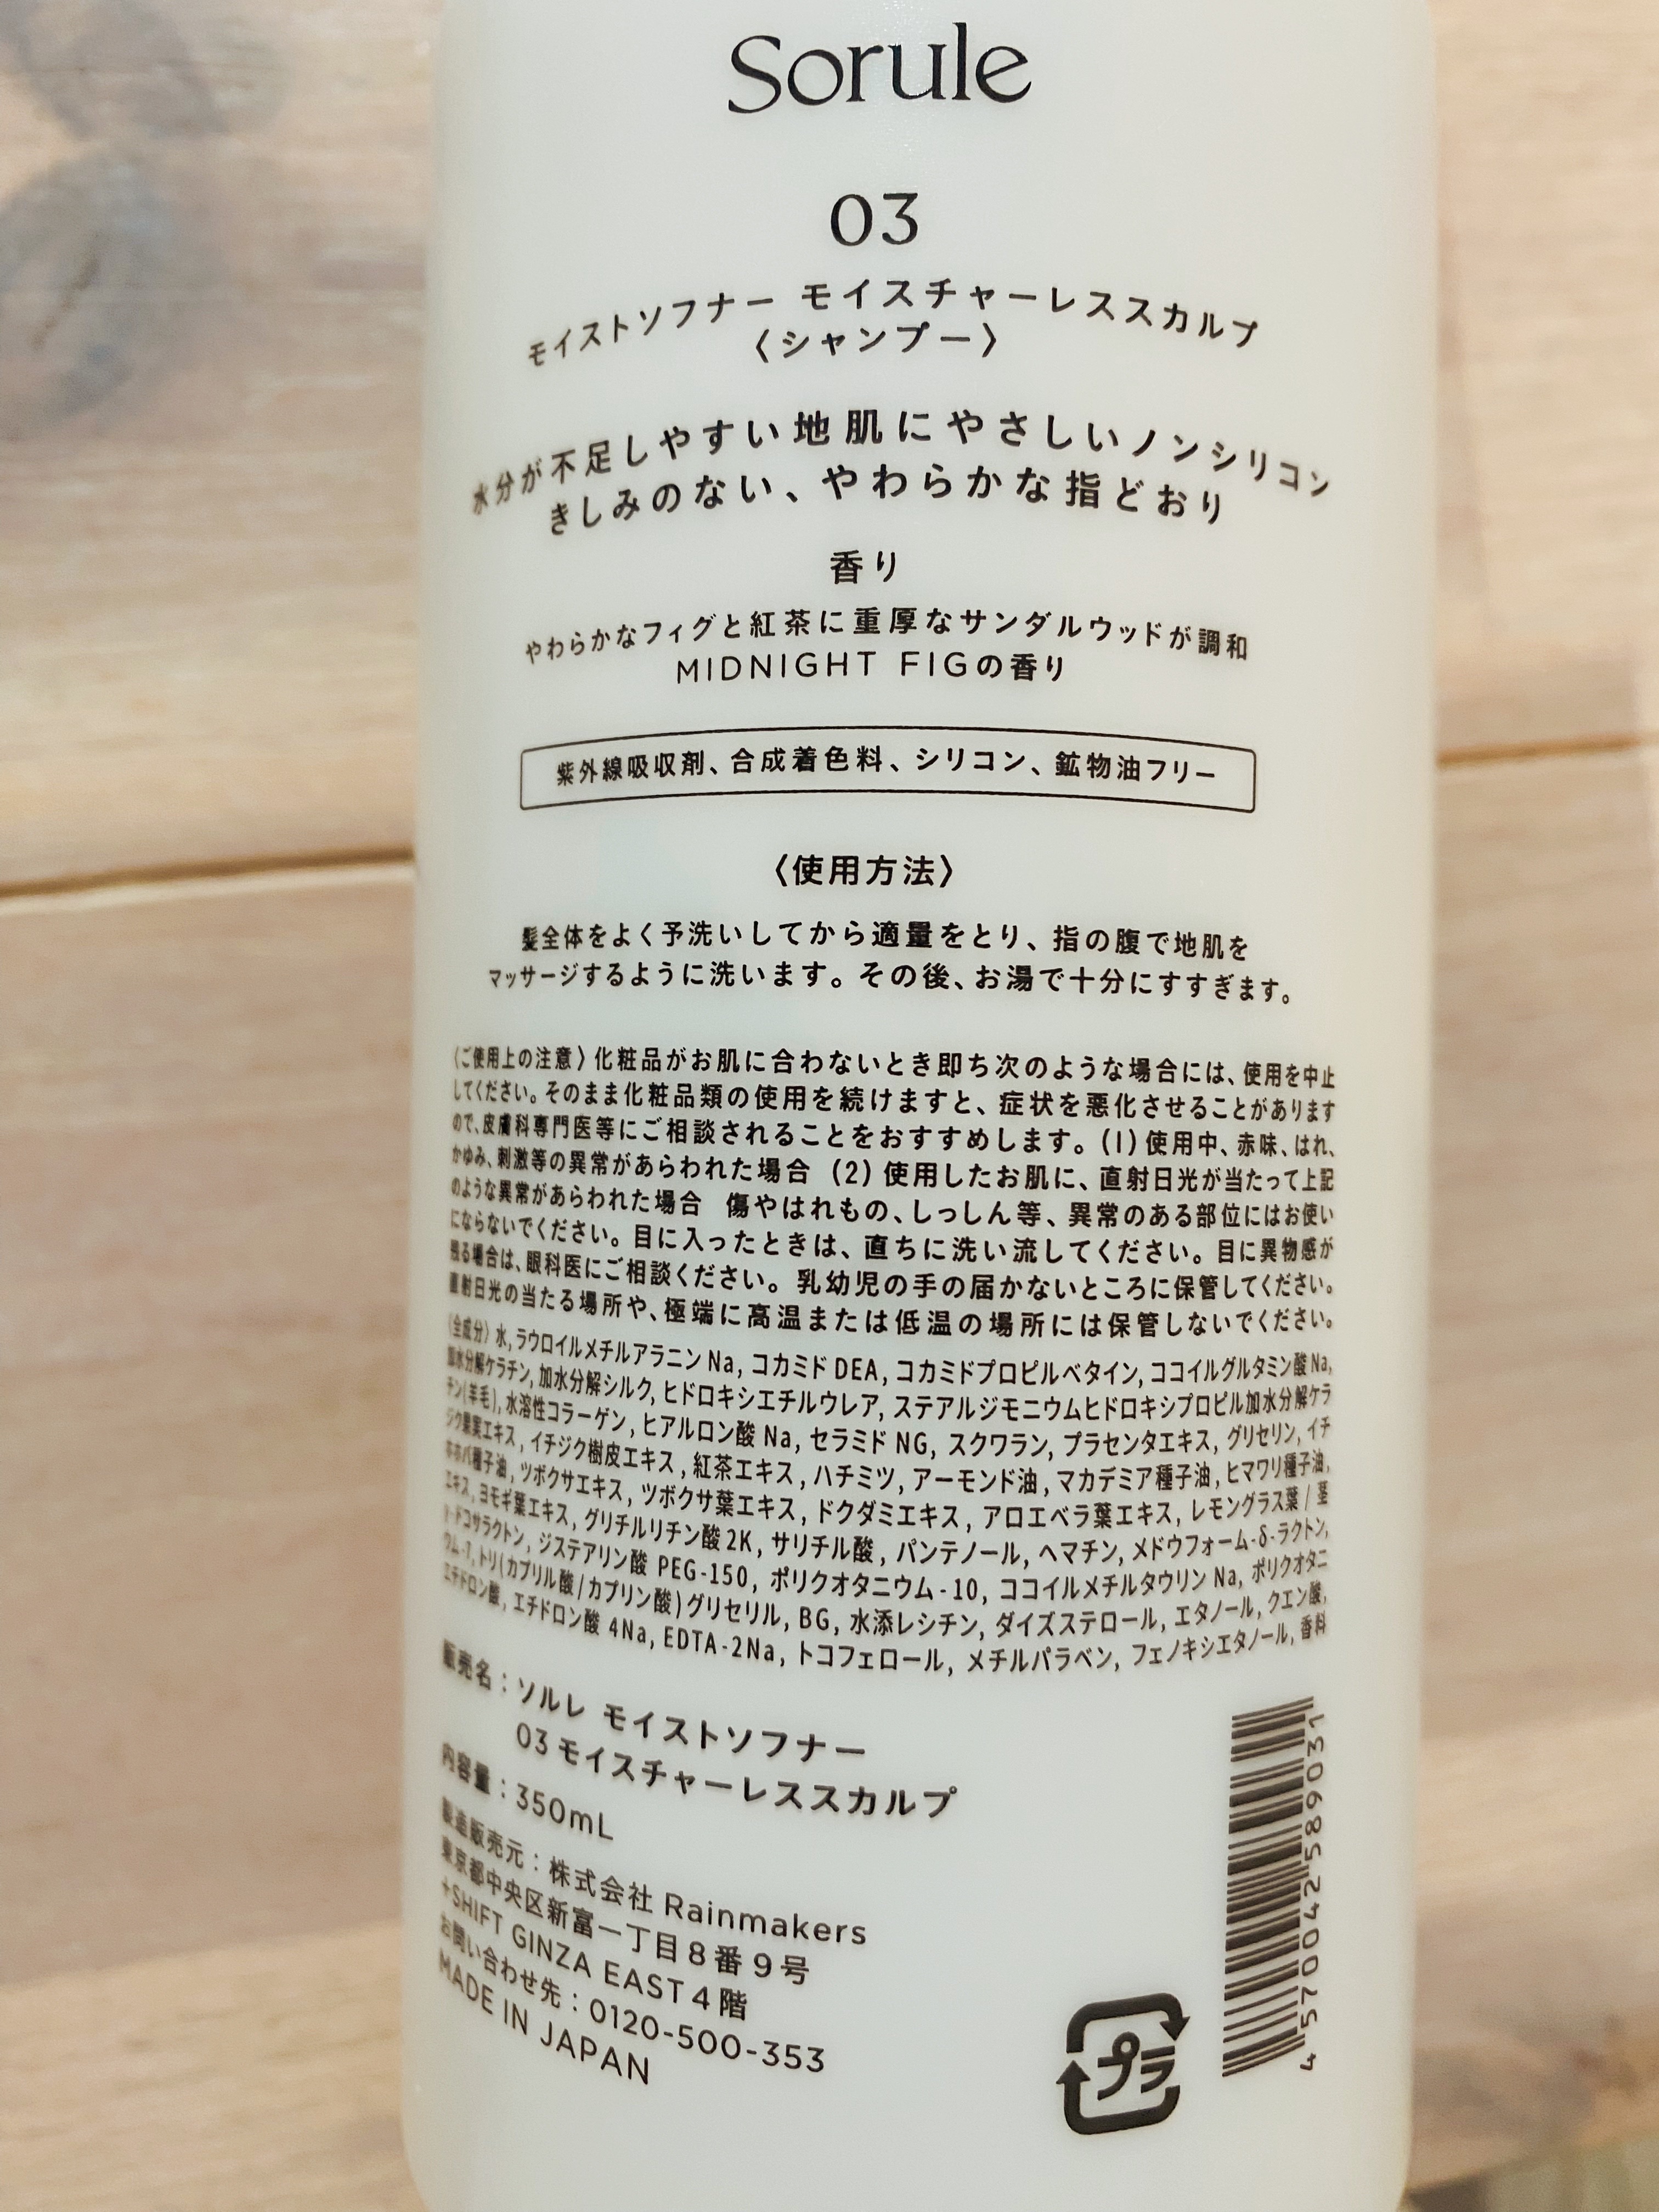 Sorule
03
モイストソフナー モイスチャーレススカルプ
〈シャンプー〉
水分が不足しやすい地肌にやさしいノンシリコン
きしみのない、やわらかな指どおり
香り
やわらかなフィグと紅茶に重厚なサンダルウッドが調和
MIDNIGHT FIGの香り
紫外線吸収剤、合成着色料、シリコン、鉱物油フリー
〈使用方法〉
髪全体をよく予洗いしてから適量をとり、指の腹で地肌を
マッサージするように洗います。その後、お湯で十分にすすぎます。
〈ご使用上の注意〉化粧品がお肌に合わないとき即ち次のような場合には、使用を中止
してください。そのまま化粧品類の使用を続けますと、症状を悪化させることがあります
ので、皮膚科専門医等にご相談されることをおすすめします。(1)使用中、赤味、はれ、
かゆみ、刺激等の異常があらわれた場合 (2)使用したお肌に、直射日光が当たって上記
のような異常があらわれた場合 傷やはれもの、しっしん等、異常のある部位にはお使い
にならないでください。目に入ったときは、直ちに洗い流してください。目に異物感が
残る場合は、眼科医にご相談ください。乳幼児の手の届かないところに保管してください。
直射日光の当たる場所や、極端に高温または低温の場所には保管しないでください。
〈全成分〉水, ラウロイルメチルアラニン Na, コカミド DEA, コカミドプロピルベタイン, ココイルグルタミン酸 Na,
加水分解ケラチン, 加水分解シルク, ヒドロキシエチルウレア, ステアルジモニウムヒドロキシプロピル加水分解ケラ
チン(羊毛), 水溶性コラーゲン, ヒアルロン酸 Na, セラミド NG, スクワラン, プラセンタエキス, グリセリン, イチ
ジク果実エキス, イチジク樹皮エキス, 紅茶エキス, ハチミツ, アーモンド油, マカデミア種子油, ヒマワリ種子油,
ホホバ種子油, ツボクサエキス, ツボクサ葉エキス, ドクダミエキス, アロエベラ葉エキス, レモングラス葉 / 茎
エキス, ヨモギ葉エキス, グリチルリチン酸 2K, サリチル酸, パンテノール, ヘマチン, メドウフォーム-δ-ラクトン,
γ-ドコサラクトン, ジステアリン酸 PEG-150, ポリクオタニウム-10, ココイルメチルタウリン Na, ポリクオタニ
ウム-7, トリ(カプリル酸/カプリン酸)グリセリル, BG, 水添レシチン, ダイズステロール, エタノール, クエン酸,
エチドロン酸, エチドロン酸 4Na, EDTA-2Na, トコフェロール, メチルパラベン, フェノキシエタノール, 香料
販売名：ソルレ モイストソフナー
03 モイスチャーレススカルプ
内容量：350mL
製造販売元：株式会社 Rainmakers
東京都中央区新富一丁目8番9号
+SHIFT GINZA EAST 4階
お問い合わせ先：0120-500-353
MADE IN JAPAN
プラ
4570042589031